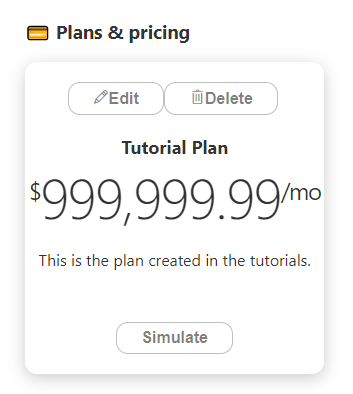 Plans & pricing
Edit Delete
Tutorial Plan
$999,999.99/mo
This is the plan created in the tutorials.
Simulate